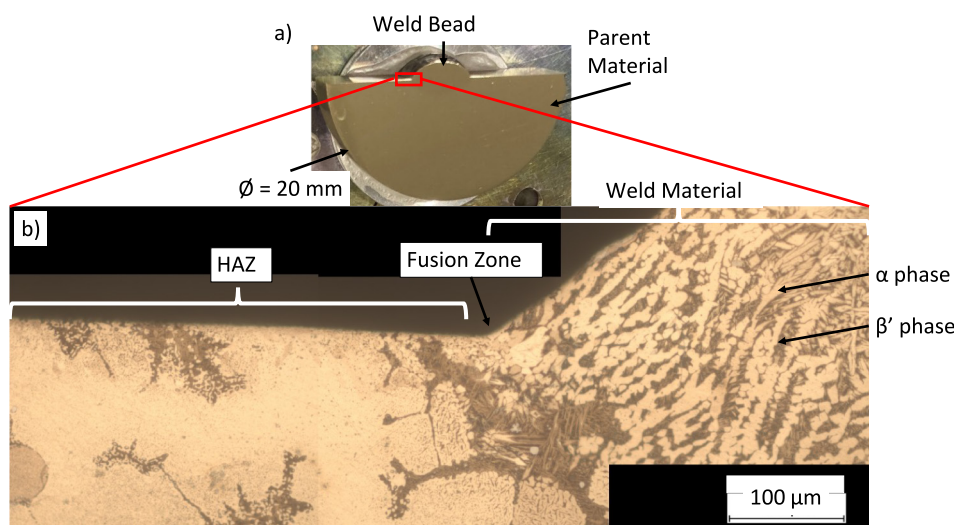 a)
Weld Bead
Parent
Material
Ø = 20 mm
Weld Material
b)
HAZ
Fusion Zone
α phase
β’ phase
100 µm